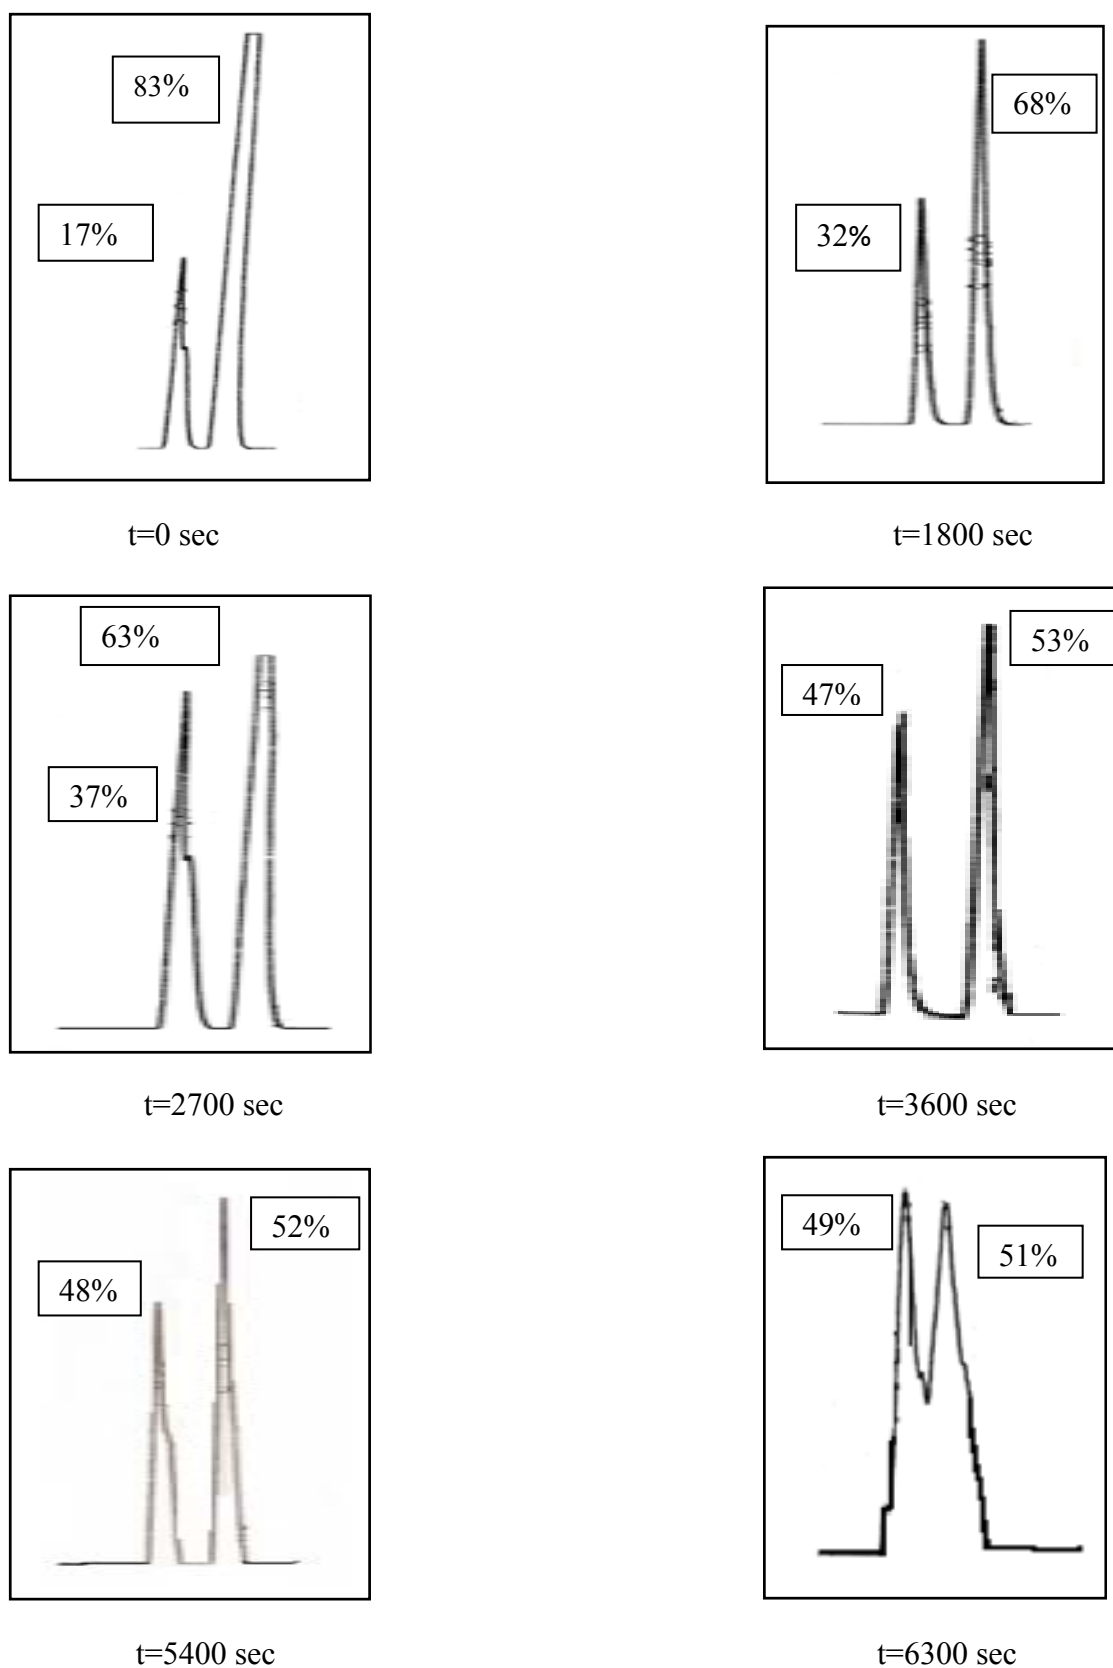 83%
17%
t=0 sec
68%
32%
t=1800 sec
63%
37%
t=2700 sec
53%
47%
t=3600 sec
52%
48%
t=5400 sec
49%
51%
t=6300 sec